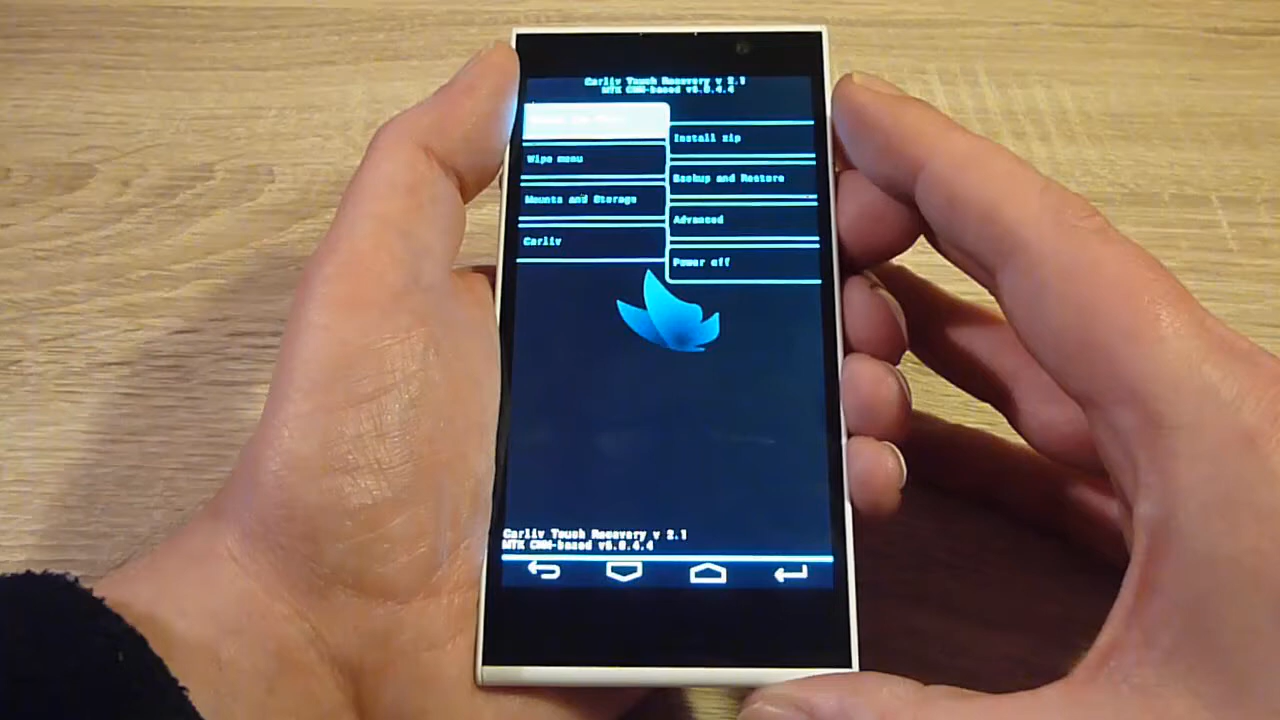 Carliv Touch Recovery v 2.1
MTK CWM-based v6.0.4.4
Install zip
Wipe menu
Backup and Restore
Mounts and Storage
Advanced
Carliv
Power off
Carliv Touch Recovery v 2.1
MTK CWM-based v6.0.4.4